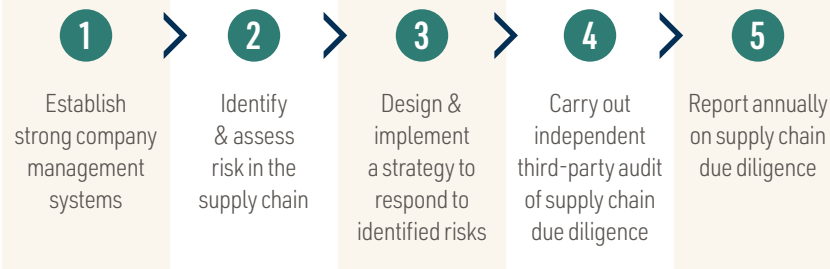 1
Establish
strong company
management
systems
2
Identify
& assess
risk in the
supply chain
3
Design &
implement
a strategy to
respond to
identified risks
4
Carry out
independent
third-party audit
of supply chain
due diligence
5
Report annually
on supply chain
due diligence